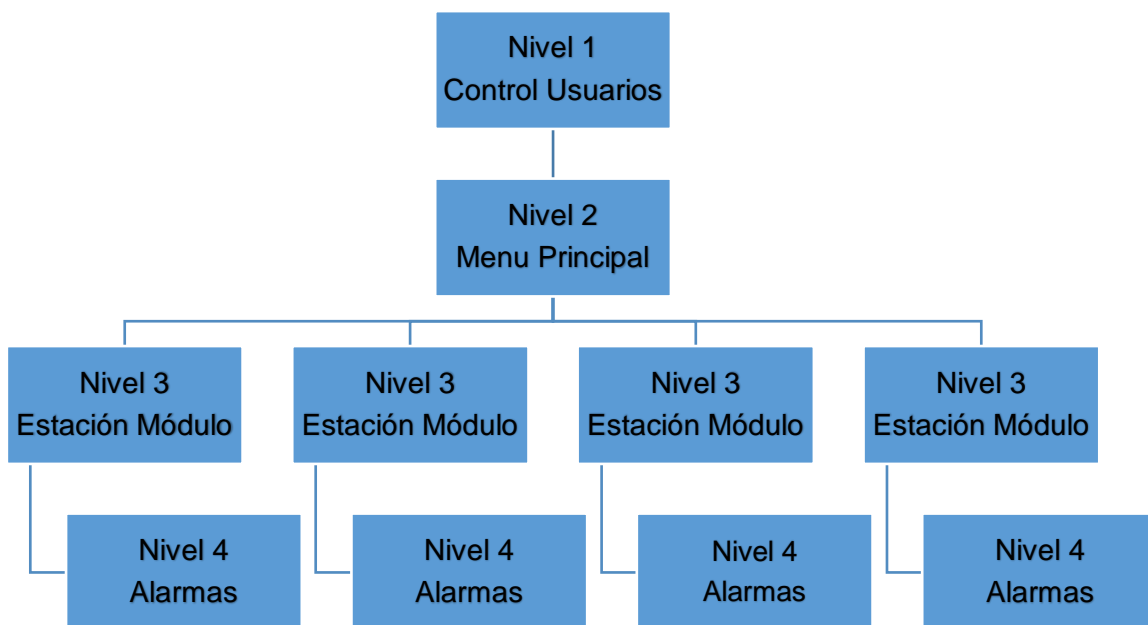 Nivel 1
Control Usuarios
Nivel 2
Menu Principal
Nivel 3
Estación Módulo
Nivel 3
Estación Módulo
Nivel 3
Estación Módulo
Nivel 3
Estación Módulo
Nivel 4
Alarmas
Nivel 4
Alarmas
Nivel 4
Alarmas
Nivel 4
Alarmas